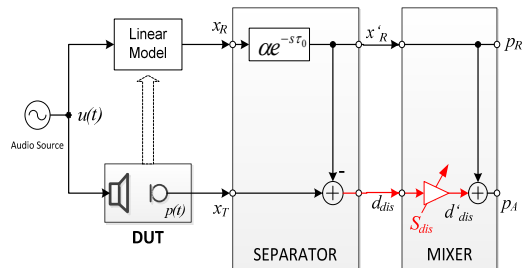 Linear
Model
x_R
αe^{-sτ_0}
x'_R
p_R
u(t)
Audio Source
-
p(t)
x_T
d_dis
S_dis
d'_dis
p_A
DUT
SEPARATOR
MIXER